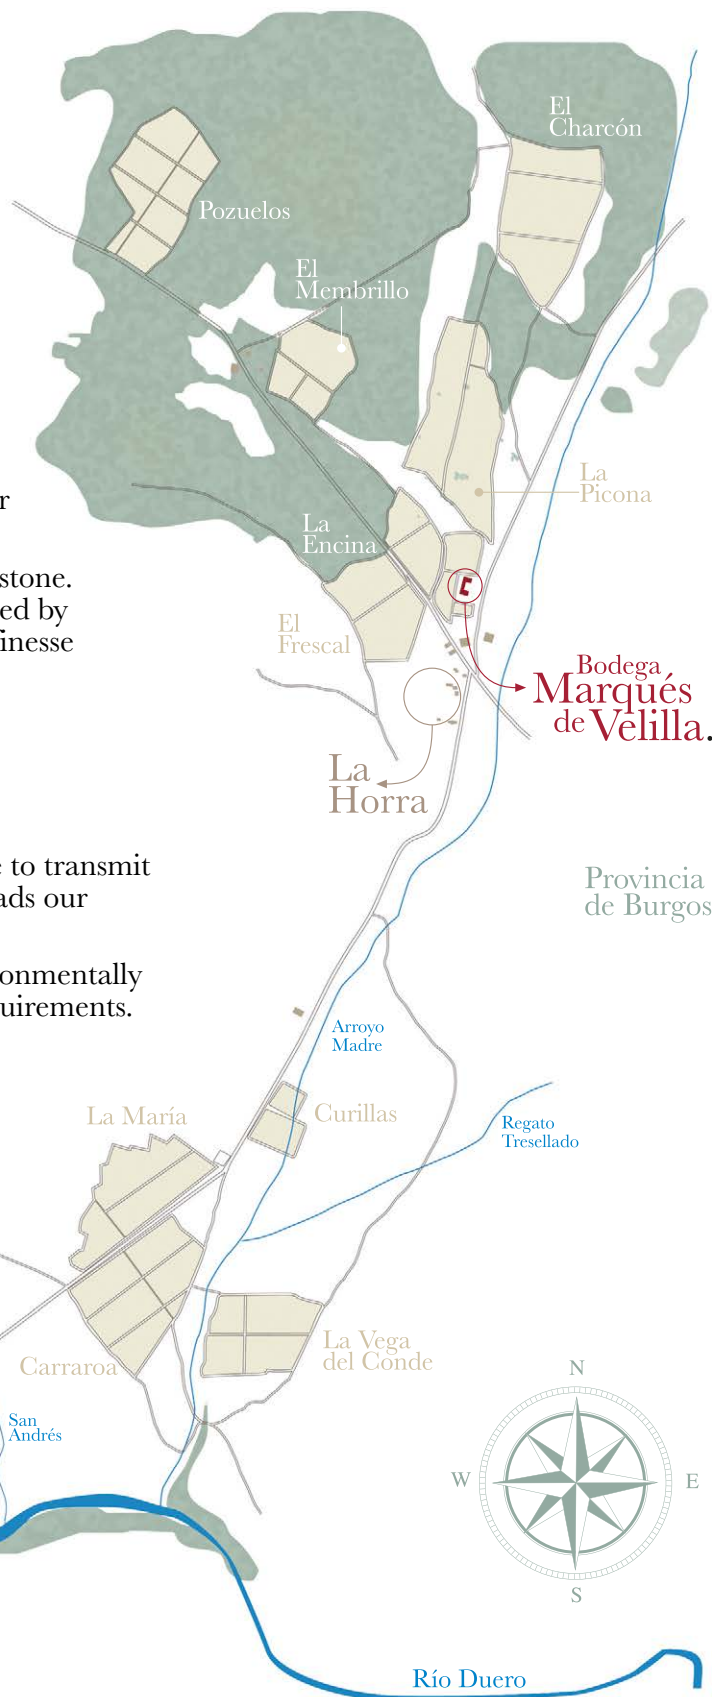 El
Charcón
Pozuelos
El
Membrillo
La
Picona
r
La
Encina
stone.
ed by
El
Frescal
inesse
Bodega
Marqués
de Velilla.
La
Horra
e to transmit
ads our
Provincia
de Burgos
onmentally
uirements.
Arroyo
Madre
La María
Curillas
Regato
Tresellado
La Vega
del Conde
Carraroa
San
Andrés
N
W
E
S
Río Duero